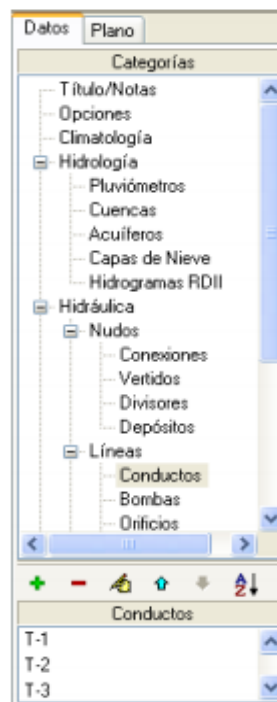 Datos Plano
Categorías
Título/Notas
Opciones
Climatología
Hidrología
Pluviómetros
Cuencas
Acuíferos
Capas de Nieve
Hidrogramas RDII
Hidráulica
Nudos
Conexiones
Vertidos
Divisores
Depósitos
Líneas
Conductos
Bombas
Orificios
A Z
Conductos
T-1
T-2
T-3